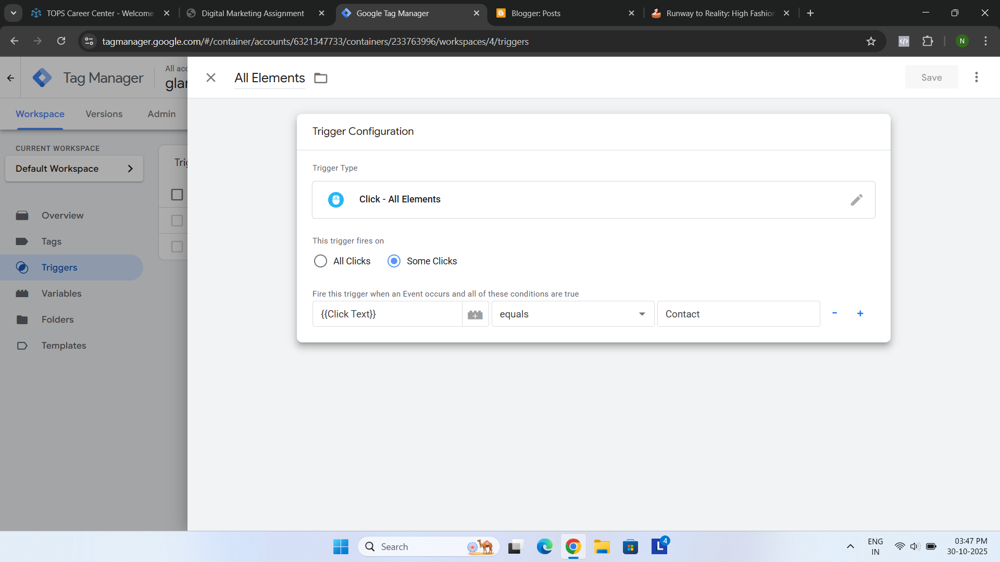 TOPS Career Center - Welcome
Digital Marketing Assignment
Google Tag Manager
Blogger: Posts
Runway to Reality: High Fashion
tagmanager.google.com/#/container/accounts/6321347733/containers/233763996/workspaces/4/triggers
N
Tag Manager
All acc
glar
All Elements
Save
Workspace
Versions
Admin
CURRENT WORKSPACE
Default Workspace
Trig
Overview
Tags
Triggers
Variables
Folders
Templates
Trigger Configuration
Trigger Type
Click - All Elements
This trigger fires on
All Clicks
Some Clicks
Fire this trigger when an Event occurs and all of these conditions are true
{{Click Text}}
equals
Contact
- +
Search
L
4
ENG
IN
03:47 PM
30-10-2025